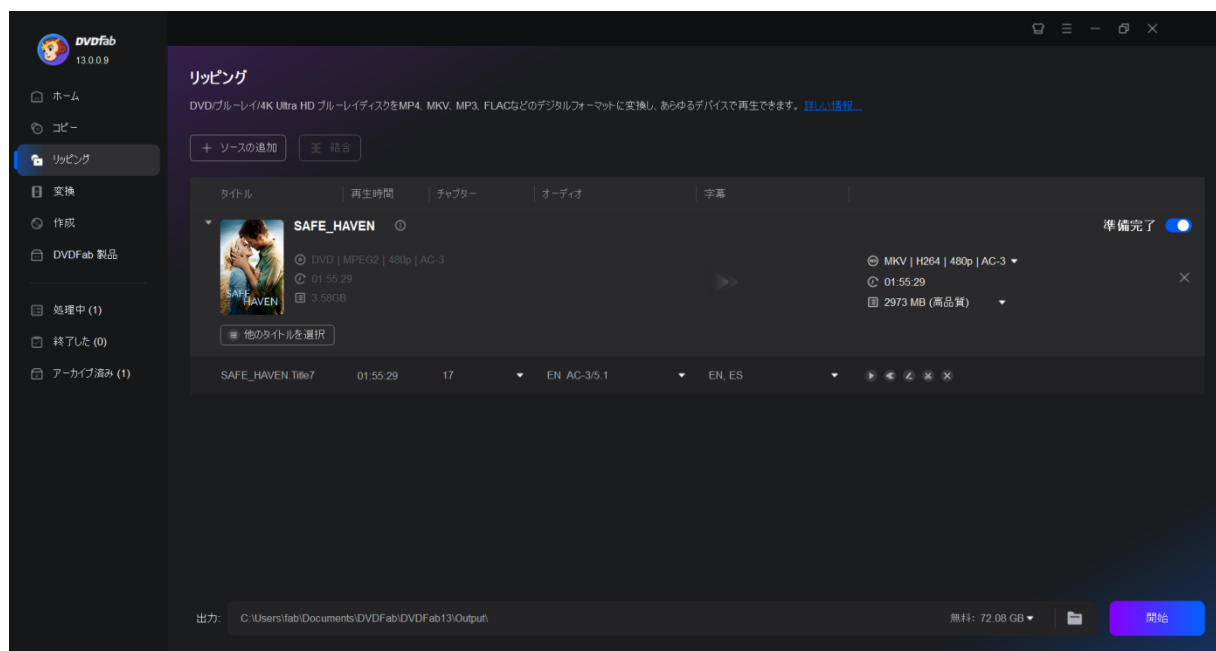 DVDfab
13.0.0.9
ホーム
コピー
リッピング
変換
作成
DVDFab 製品
処理中 (1)
終了した (0)
アーカイブ済み (1)
リッピング
DVD/ブルーレイ/4K Ultra HD ブルーレイディスクをMP4、MKV、MP3、FLACなどのデジタルフォーマットに変換し、あらゆるデバイスで再生できます。 詳しい情報...
+ ソースの追加 結合
タイトル 再生時間 チャプター オーディオ 字幕
SAFE_HAVEN 準備完了
DVD | MPEG2 | 480p | AC-3 MKV | H264 | 480p | AC-3
01:55:29 01:55:29
3.58GB 2973 MB (高品質)
SAFE
HAVEN
他のタイトルを選択
SAFE_HAVEN.Title7 01:55:29 17 EN AC-3/5.1 EN, ES
出力: C:\Users\fab\Documents\DVDFab\DVDFab13\Output\ 無料: 72.08 GB 開始